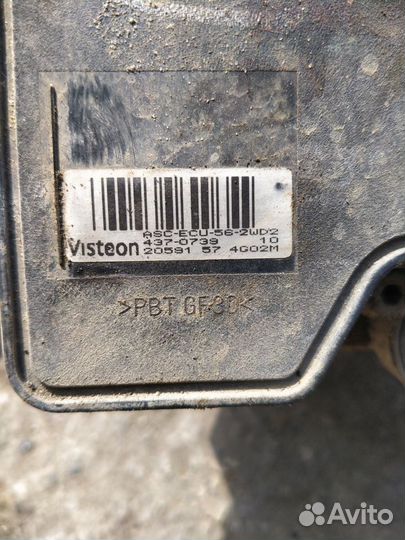 ASC-ECU-56-2WD2
Visteon 437-0739 10
20591 57 4G02M
>PBT GF30<
Avito